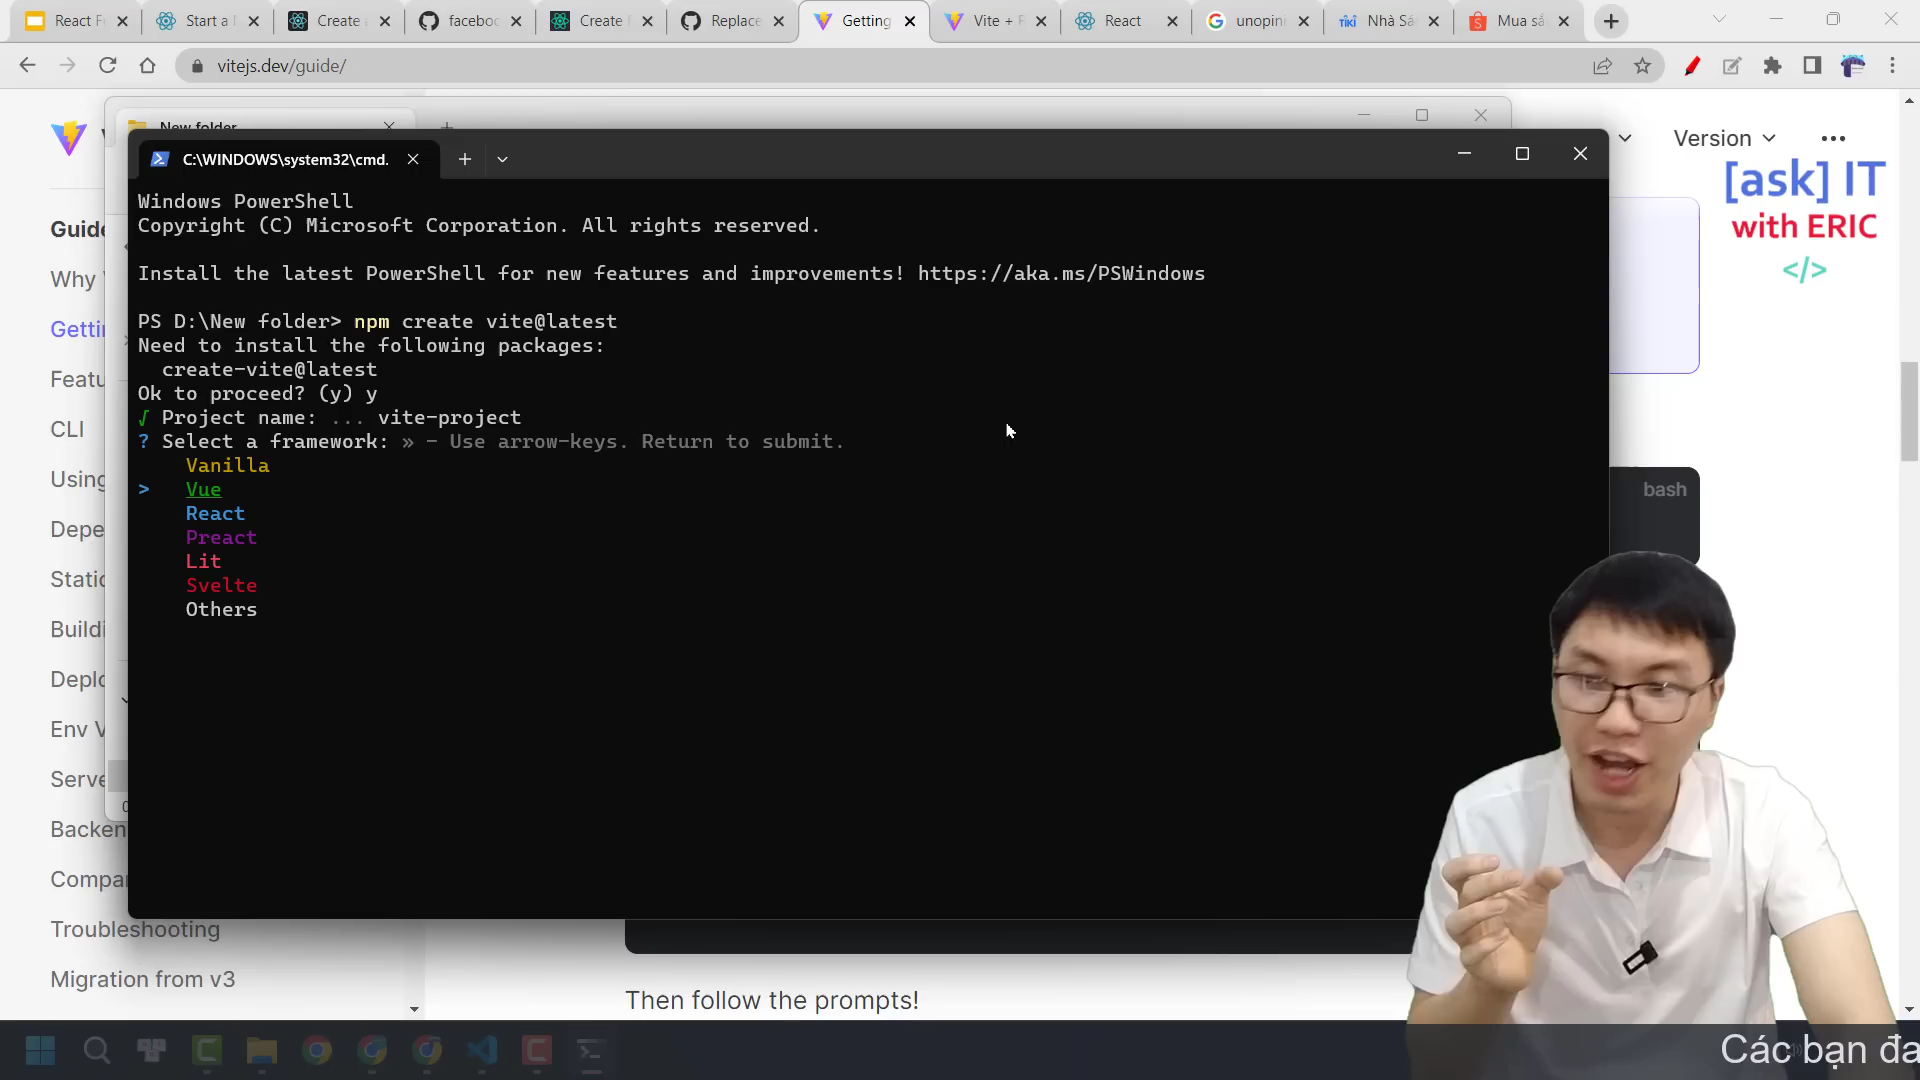 React F
Start a
Create
faceboo
Create
Replace
Getting
Vite +
React
unopin
TIKI
Nhà Sá
Mua sắ
vitejs.dev/guide/
New folder
Version
[ask] IT
with ERIC
</>
C:\WINDOWS\system32\cmd.
Windows PowerShell
Copyright (C) Microsoft Corporation. All rights reserved.
Install the latest PowerShell for new features and improvements! https://aka.ms/PSWindows
PS D:\New folder> npm create vite@latest
Need to install the following packages:
create-vite@latest
Ok to proceed? (y) y
√ Project name: ... vite-project
? Select a framework: » - Use arrow-keys. Return to submit.
Vanilla
> Vue
React
Preact
Lit
Svelte
Others
Guide
Why
Getti
Featu
CLI
Using
Depe
Static
Buildi
Deplo
Env V
Serve
Backen
Compa
Troubleshooting
Migration from v3
bash
Then follow the prompts!
Các bạn đa